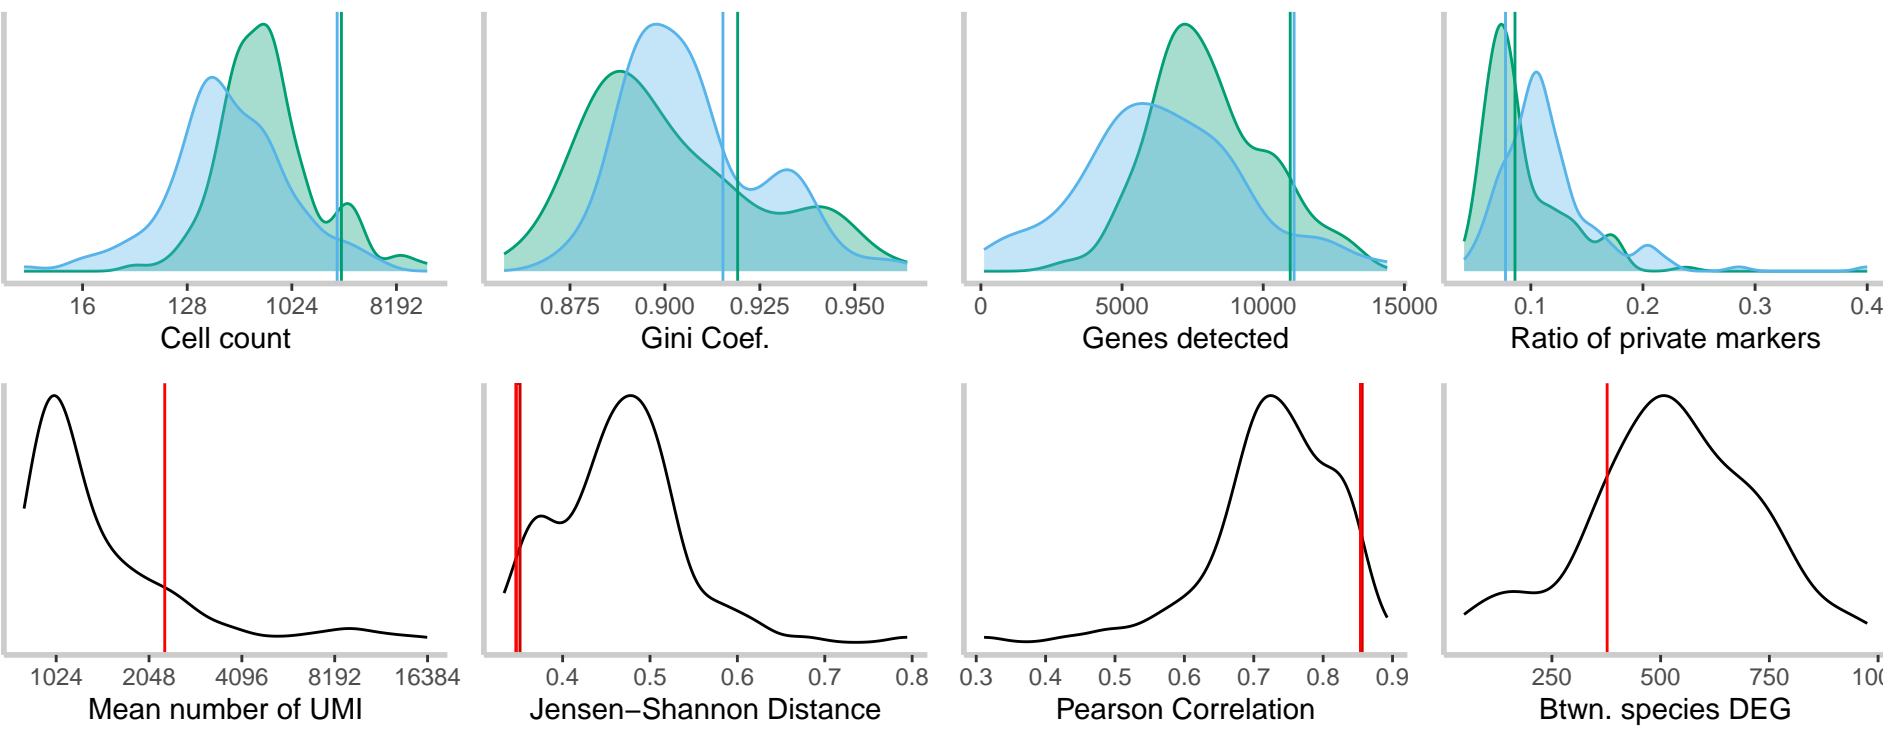 16 128 1024 8192
Cell count
0.875 0.900 0.925 0.950
Gini Coef.
0 5000 10000 15000
Genes detected
0.1 0.2 0.3 0.4
Ratio of private markers
1024 2048 4096 8192 16384
Mean number of UMI
0.4 0.5 0.6 0.7 0.8
Jensen−Shannon Distance
0.3 0.4 0.5 0.6 0.7 0.8 0.9
Pearson Correlation
250 500 750 100
Btwn. species DEG